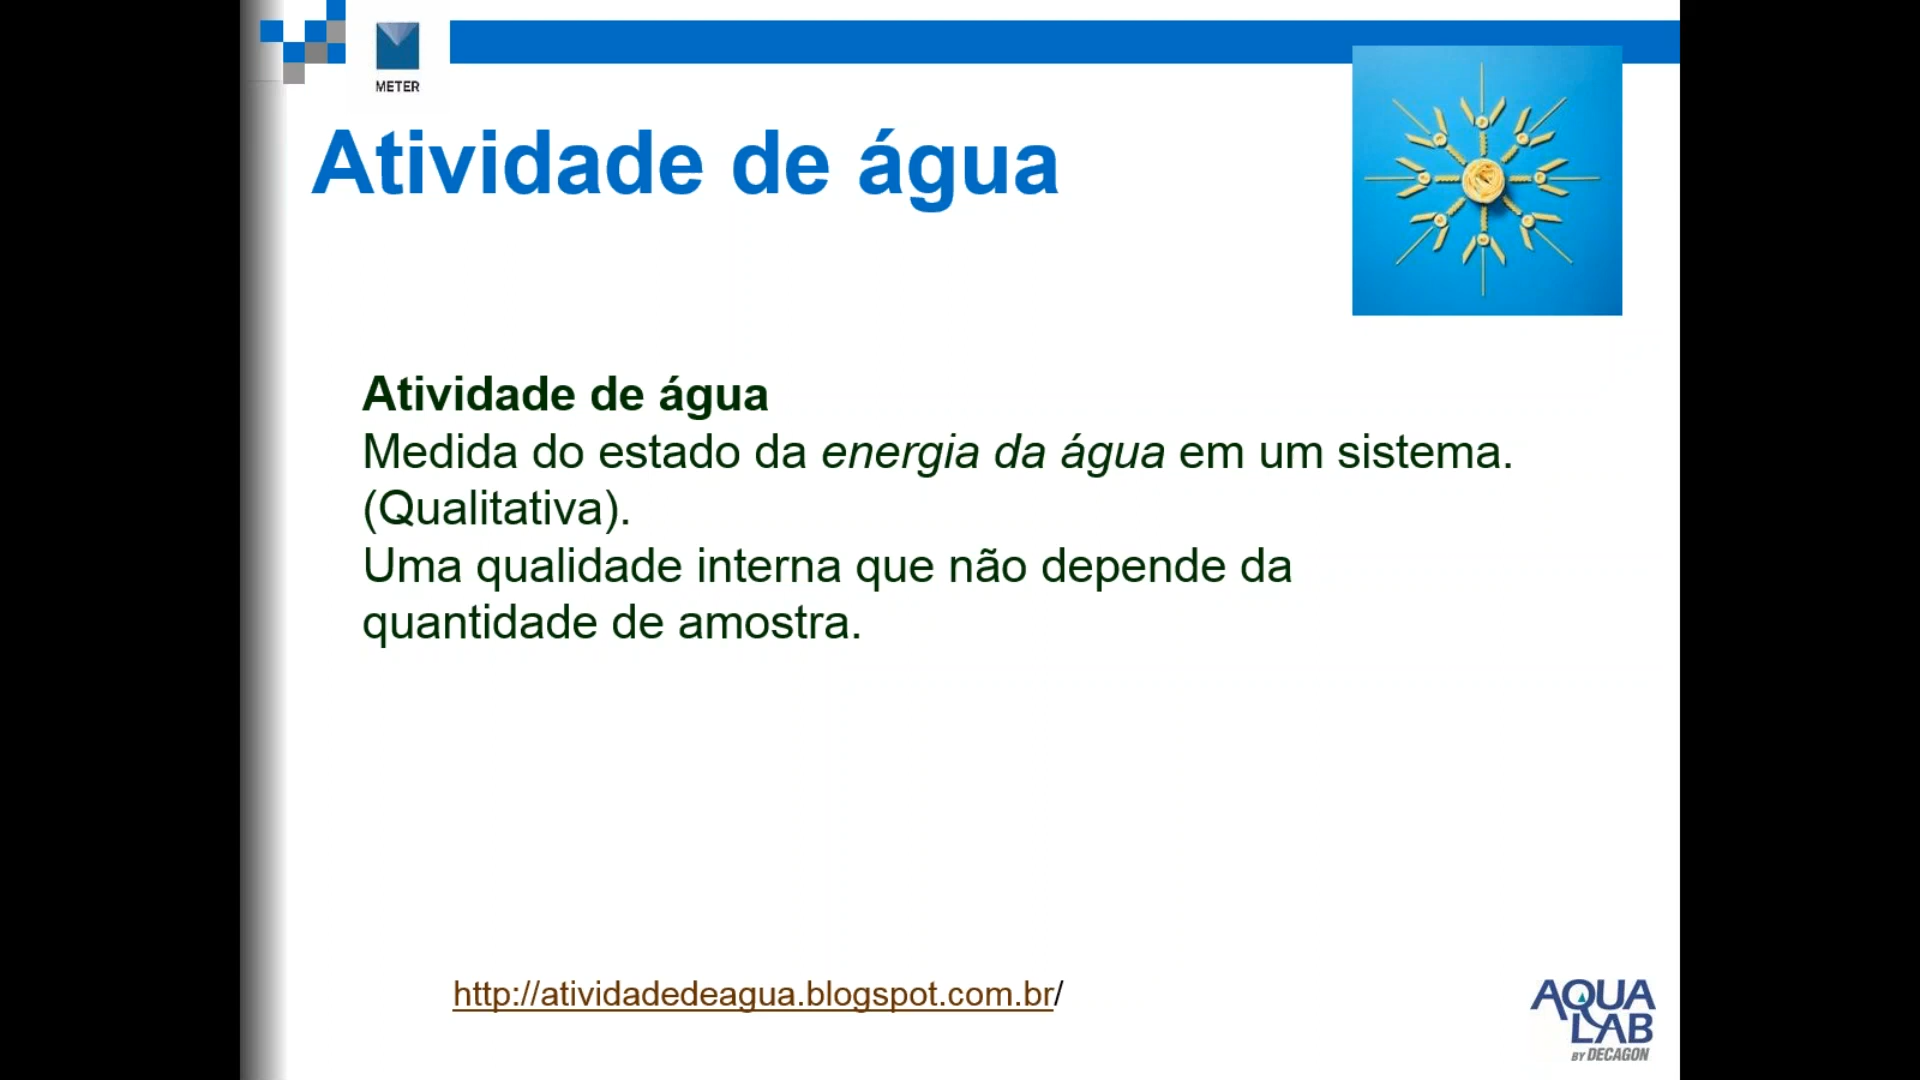 METER
Atividade de água
Atividade de água
Medida do estado da energia da água em um sistema.
(Qualitativa).
Uma qualidade interna que não depende da
quantidade de amostra.
http://atividadedeagua.blogspot.com.br/
AQUA
LAB
BY DECAGON